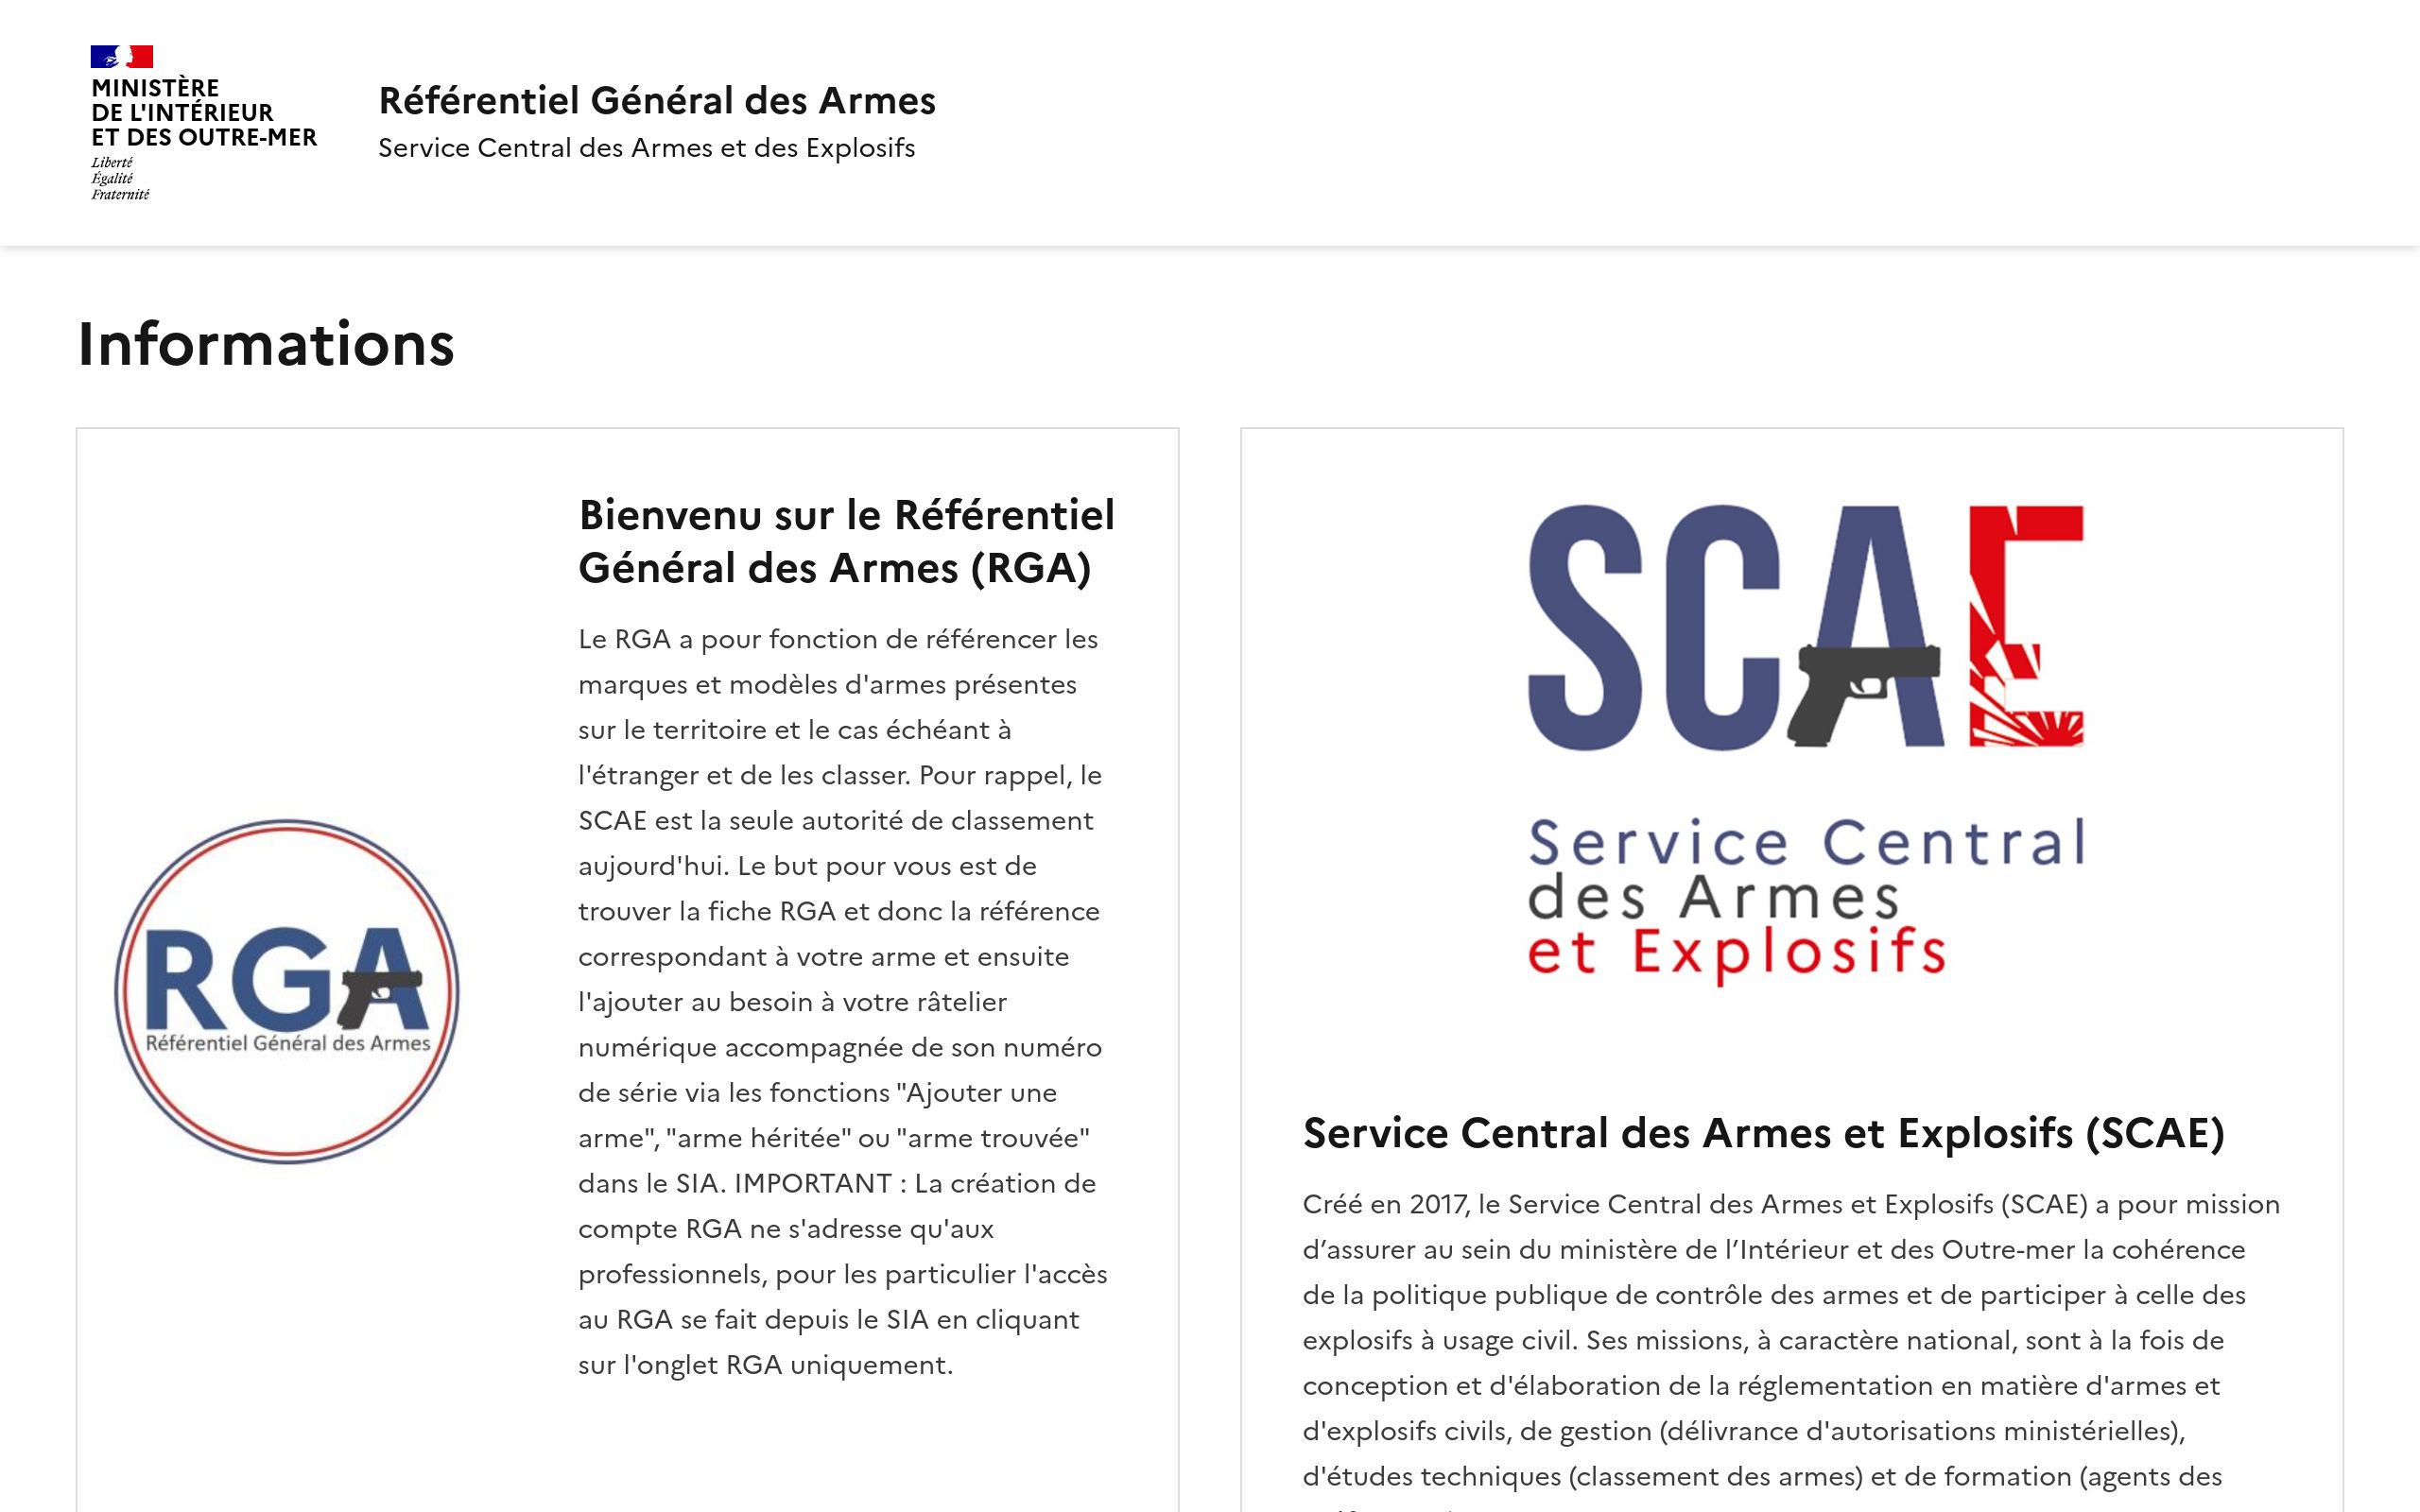 MINISTÈRE
DE L'INTÉRIEUR
ET DES OUTRE-MER
Liberté
Égalité
Fraternité
Référentiel Général des Armes
Service Central des Armes et des Explosifs
Informations
RGA
Référentiel Général des Armes
Bienvenu sur le Référentiel
Général des Armes (RGA)
Le RGA a pour fonction de référencer les
marques et modèles d'armes présentes
sur le territoire et le cas échéant à
l'étranger et de les classer. Pour rappel, le
SCAE est la seule autorité de classement
aujourd'hui. Le but pour vous est de
trouver la fiche RGA et donc la référence
correspondant à votre arme et ensuite
l'ajouter au besoin à votre râtelier
numérique accompagnée de son numéro
de série via les fonctions "Ajouter une
arme", "arme héritée" ou "arme trouvée"
dans le SIA. IMPORTANT : La création de
compte RGA ne s'adresse qu'aux
professionnels, pour les particulier l'accès
au RGA se fait depuis le SIA en cliquant
sur l'onglet RGA uniquement.
SCAE
Service Central
des Armes
et Explosifs
Service Central des Armes et Explosifs (SCAE)
Créé en 2017, le Service Central des Armes et Explosifs (SCAE) a pour mission
d’assurer au sein du ministère de l’Intérieur et des Outre-mer la cohérence
de la politique publique de contrôle des armes et de participer à celle des
explosifs à usage civil. Ses missions, à caractère national, sont à la fois de
conception et d'élaboration de la réglementation en matière d'armes et
d'explosifs civils, de gestion (délivrance d'autorisations ministérielles),
d'études techniques (classement des armes) et de formation (agents des